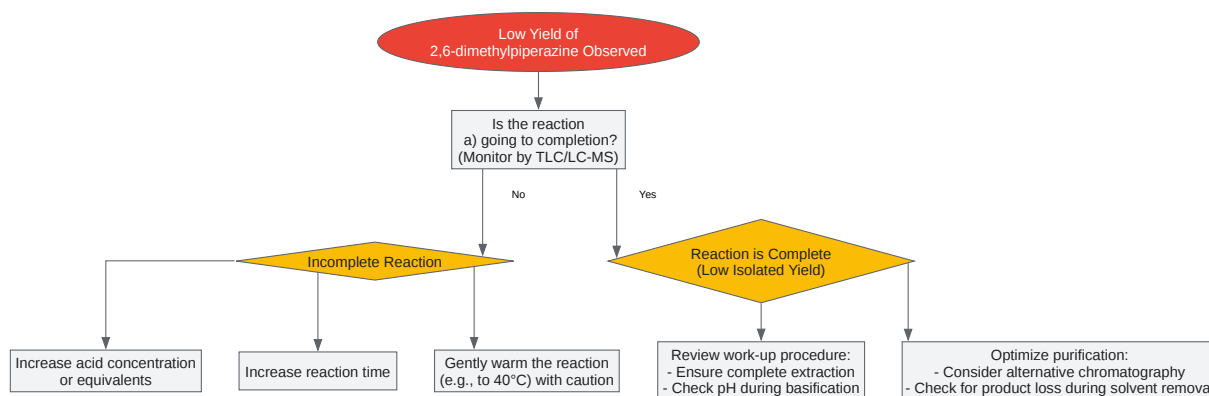 Low Yield of
2,6-dimethylpiperazine Observed
Is the reaction
a) going to completion?
(Monitor by TLC/LC-MS)
No
Yes
Incomplete Reaction
Reaction is Complete
(Low Isolated Yield)
Increase acid concentration
or equivalents
Increase reaction time
Gently warm the reaction
(e.g., to 40°C) with caution
Review work-up procedure:
- Ensure complete extraction
- Check pH during basification
Optimize purification:
- Consider alternative chromatography
- Check for product loss during solvent remova